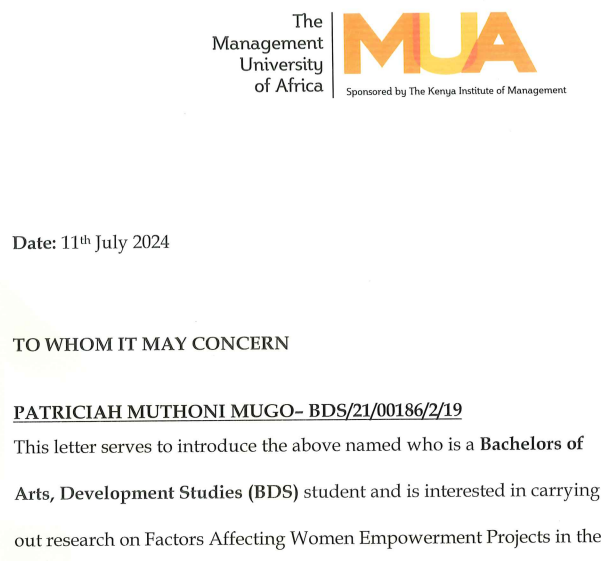 The
Management
University
of Africa
MUA
Sponsored by The Kenya Institute of Management
Date: 11th July 2024
TO WHOM IT MAY CONCERN
PATRICIAH MUTHONI MUGO– BDS/21/00186/2/19
This letter serves to introduce the above named who is a Bachelors of
Arts, Development Studies (BDS) student and is interested in carrying
out research on Factors Affecting Women Empowerment Projects in the